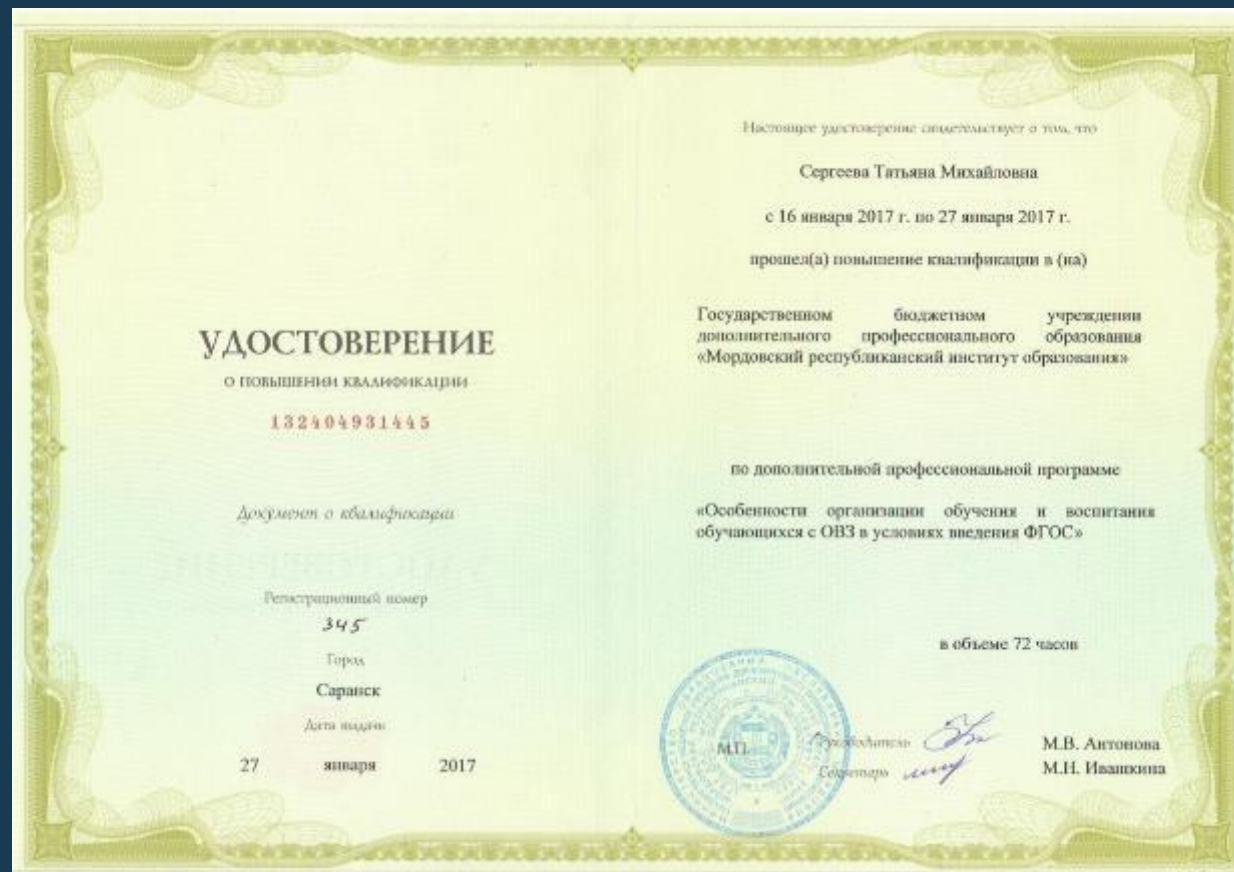 УДОСТОВЕРЕНИЕ
О ПОВЫШЕНИИ КВАЛИФИКАЦИИ
132404931445
Документ о квалификации
Регистрационный номер
345
Город
Саранск
Дата выдачи
27 января 2017
Настоящее удостоверение свидетельствует о том, что
Сергеева Татьяна Михайловна
с 16 января 2017 г. по 27 января 2017 г.
прошел(а) повышение квалификации в (на)
Государственном бюджетном учреждении
дополнительного профессионального образования
«Мордовский республиканский институт образования»
по дополнительной профессиональной программе
«Особенности организации обучения и воспитания
обучающихся с ОВЗ в условиях введения ФГОС»
в объеме 72 часов
М.П. Руководитель М.В. Антонова
Секретарь М.Н. Ивашкина